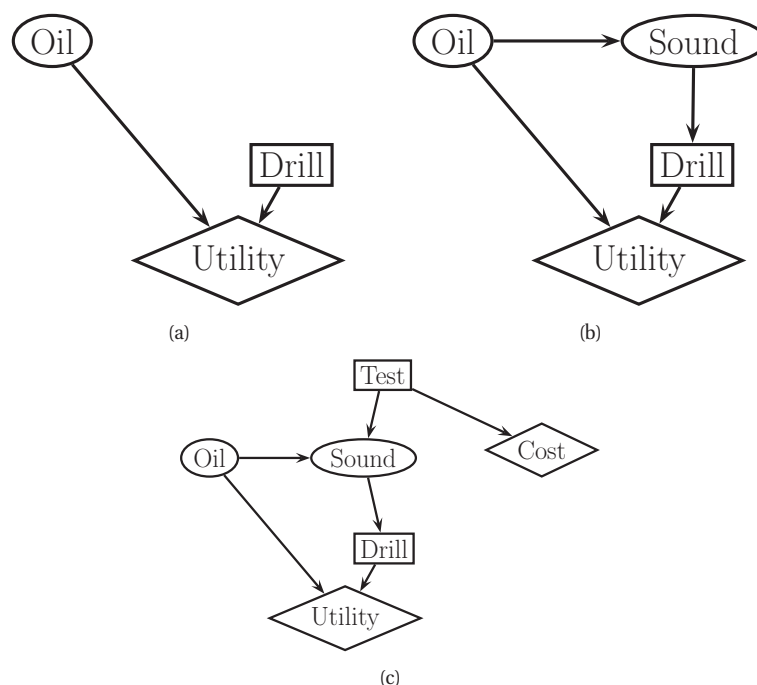 Oil
Drill
Utility
(a)
Oil
Sound
Drill
Utility
(b)
Test
Cost
Oil
Sound
Drill
Utility
(c)